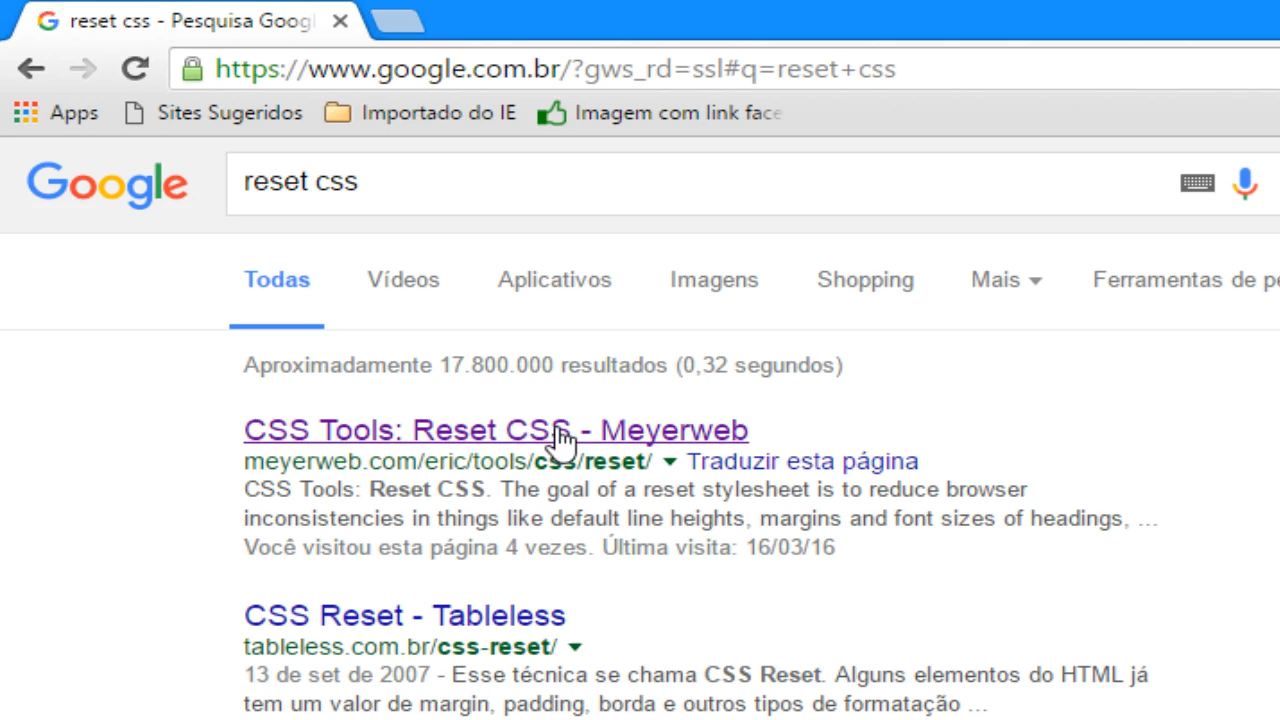 reset css - Pesquisa Googl
https://www.google.com.br/?gws_rd=ssl#q=reset+css
Apps Sites Sugeridos Importado do IE Imagem com link face
Google reset css
Todas Vídeos Aplicativos Imagens Shopping Mais Ferramentas de pe
Aproximadamente 17.800.000 resultados (0,32 segundos)
CSS Tools: Reset CSS - Meyerweb
meyerweb.com/eric/tools/css/reset/ Traduzir esta página
CSS Tools: Reset CSS. The goal of a reset stylesheet is to reduce browser
inconsistencies in things like default line heights, margins and font sizes of headings, ...
Você visitou esta página 4 vezes. Última visita: 16/03/16
CSS Reset - Tableless
tableless.com.br/css-reset/
13 de set de 2007 - Esse técnica se chama CSS Reset. Alguns elementos do HTML já
tem um valor de margin, padding, borda e outros tipos de formatação ...